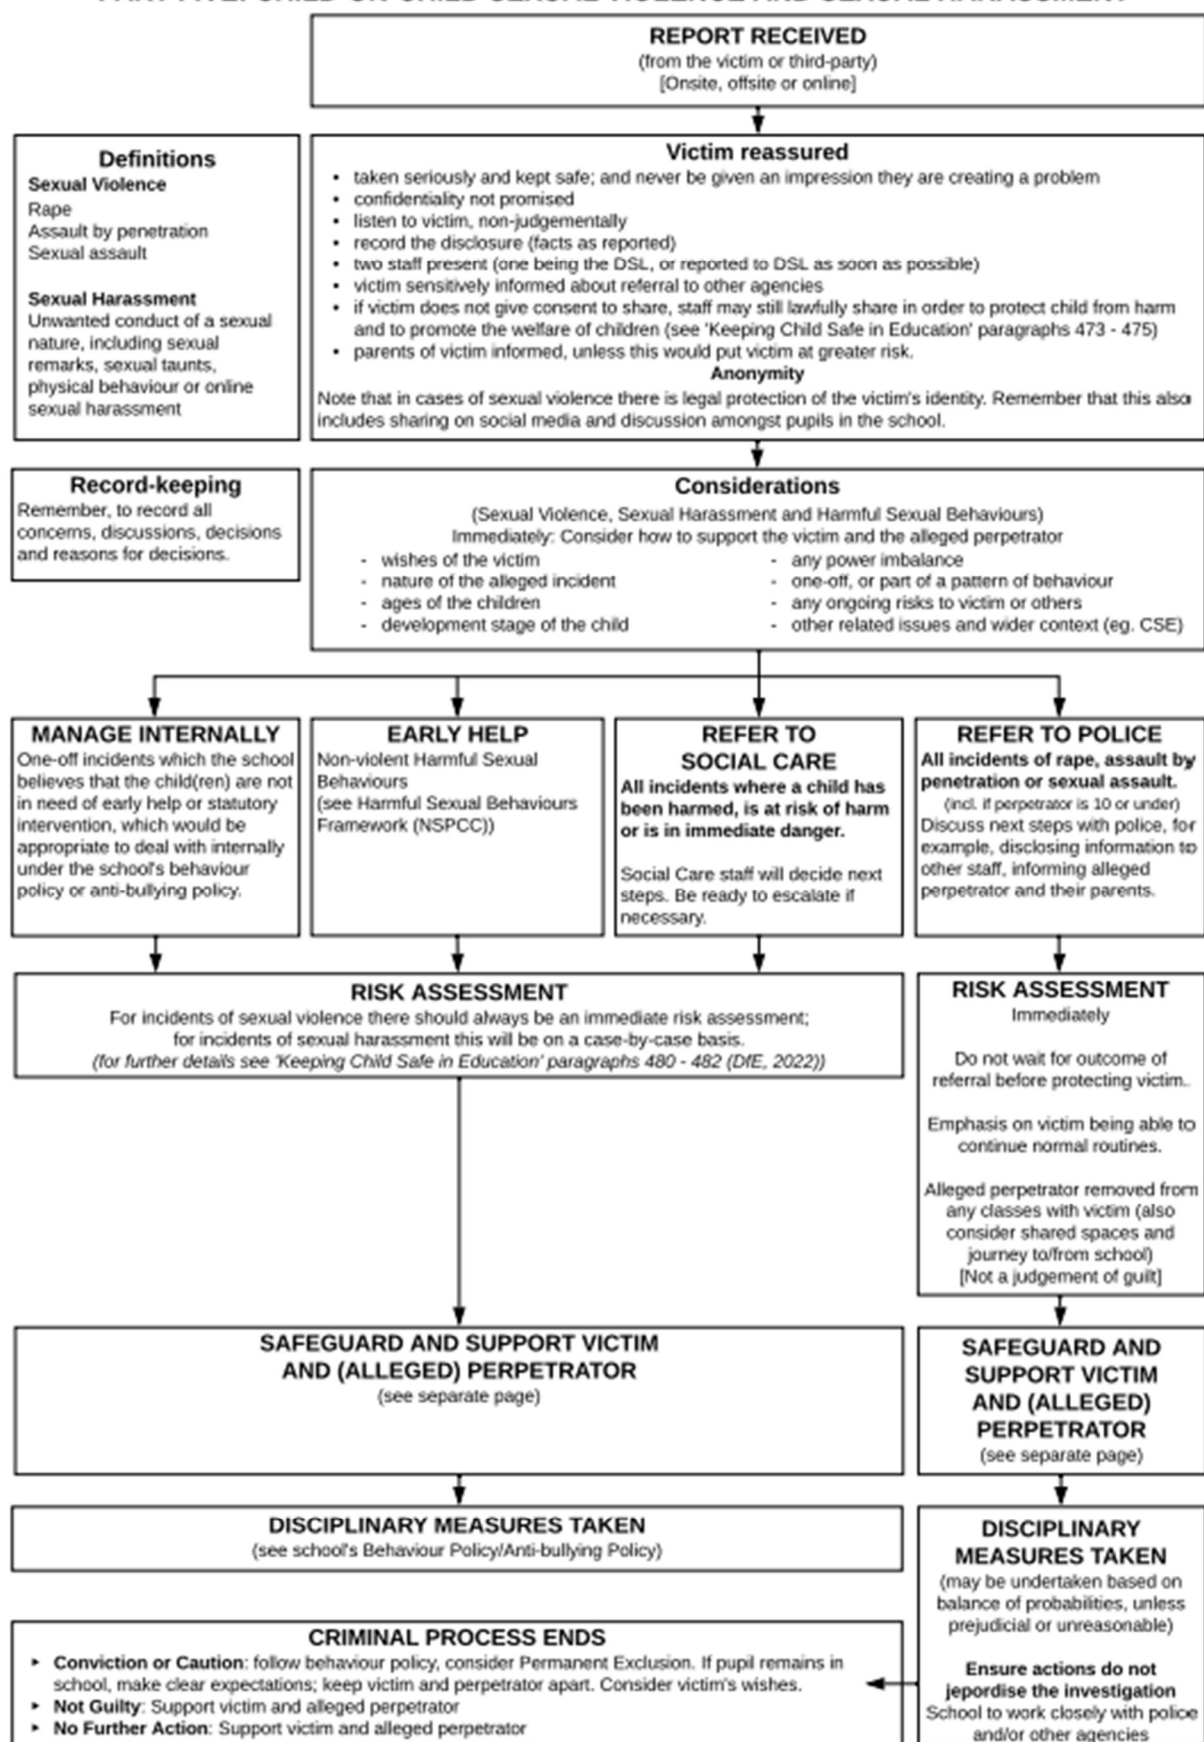 REPORT RECEIVED
(from the victim or third-party)
[Onsite, offsite or online]
Definitions
Sexual Violence
Rape
Assault by penetration
Sexual assault
Sexual Harassment
Unwanted conduct of a sexual
nature, including sexual
remarks, sexual taunts,
physical behaviour or online
sexual harassment
Victim reassured
• taken seriously and kept safe; and never be given an impression they are creating a problem
• confidentiality not promised
• listen to victim, non-judgementally
• record the disclosure (facts as reported)
• two staff present (one being the DSL, or reported to DSL as soon as possible)
• victim sensitively informed about referral to other agencies
• if victim does not give consent to share, staff may still lawfully share in order to protect child from harm
and to promote the welfare of children (see 'Keeping Child Safe in Education' paragraphs 473 - 475)
• parents of victim informed, unless this would put victim at greater risk.
Anonymity
Note that in cases of sexual violence there is legal protection of the victim's identity. Remember that this also
includes sharing on social media and discussion amongst pupils in the school.
Record-keeping
Remember, to record all
concerns, discussions, decisions
and reasons for decisions.
Considerations
(Sexual Violence, Sexual Harassment and Harmful Sexual Behaviours)
Immediately: Consider how to support the victim and the alleged perpetrator
- wishes of the victim
- nature of the alleged incident
- ages of the children
- development stage of the child
- any power imbalance
- one-off, or part of a pattern of behaviour
- any ongoing risks to victim or others
- other related issues and wider context (eg. CSE)
MANAGE INTERNALLY
One-off incidents which the school
believes that the child(ren) are not
in need of early help or statutory
intervention, which would be
appropriate to deal with internally
under the school's behaviour
policy or anti-bullying policy.
EARLY HELP
Non-violent Harmful Sexual
Behaviours
(see Harmful Sexual Behaviours
Framework (NSPCC))
REFER TO
SOCIAL CARE
All incidents where a child has
been harmed, is at risk of harm
or is in immediate danger.
Social Care staff will decide next
steps. Be ready to escalate if
necessary.
REFER TO POLICE
All incidents of rape, assault by
penetration or sexual assault.
(incl. if perpetrator is 10 or under)
Discuss next steps with police, for
example, disclosing information to
other staff, informing alleged
perpetrator and their parents.
RISK ASSESSMENT
For incidents of sexual violence there should always be an immediate risk assessment;
for incidents of sexual harassment this will be on a case-by-case basis.
(for further details see 'Keeping Child Safe in Education' paragraphs 480 - 482 (DfE, 2022))
RISK ASSESSMENT
Immediately
Do not wait for outcome of
referral before protecting victim.
Emphasis on victim being able to
continue normal routines.
Alleged perpetrator removed from
any classes with victim (also
consider shared spaces and
journey to/from school)
[Not a judgement of guilt]
SAFEGUARD AND SUPPORT VICTIM
AND (ALLEGED) PERPETRATOR
(see separate page)
SAFEGUARD AND
SUPPORT VICTIM
AND (ALLEGED)
PERPETRATOR
(see separate page)
DISCIPLINARY MEASURES TAKEN
(see school's Behaviour Policy/Anti-bullying Policy)
DISCIPLINARY
MEASURES TAKEN
(may be undertaken based on
balance of probabilities, unless
prejudicial or unreasonable)
Ensure actions do not
jepordise the investigation
School to work closely with police
and/or other agencies
CRIMINAL PROCESS ENDS
‣ Conviction or Caution: follow behaviour policy, consider Permanent Exclusion. If pupil remains in
school, make clear expectations; keep victim and perpetrator apart. Consider victim's wishes.
‣ Not Guilty: Support victim and alleged perpetrator
‣ No Further Action: Support victim and alleged perpetrator